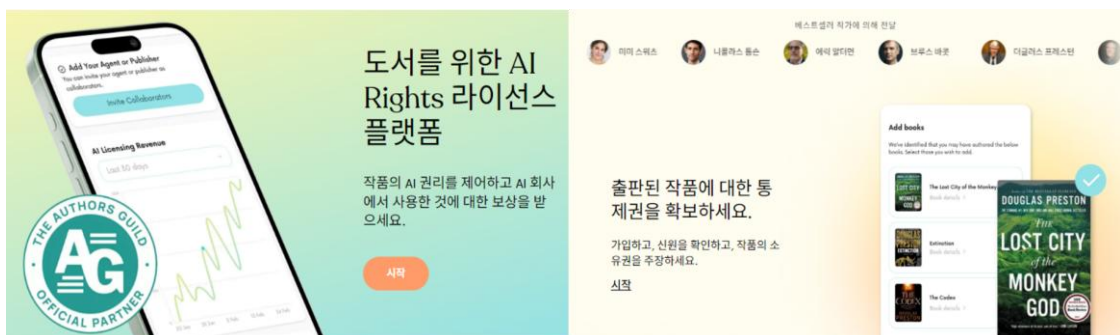 Add Your Agent or Publisher
You can invite your agent or publisher as
collaborators.
Invite Collaborators
AI Licensing Revenue
Last 30 days
THE AUTHORS GUILD
AG
OFFICIAL PARTNER
도서를 위한 AI
Rights 라이선스
플랫폼
작품의 AI 권리를 제어하고 AI 회사
에서 사용한 것에 대한 보상을 받
으세요.
시작
베스트셀러 작가에 의해 전달
미미 스워츠
니콜라스 톰슨
에릭 알더먼
브루스 바콧
더글러스 프레스턴
출판된 작품에 대한 통
제권을 확보하세요.
가입하고, 신원을 확인하고, 작품의 소
유권을 주장하세요.
시작
Add books
We've identified that you may have authored the below
books. Select those you wish to add.
The Lost City of the Monkey
Book details
Extinction
Book details
The Codex
Book details
LOST CITY
MONKEY
GOD
EXTINCTION
DOUGLAS PRESTON
THE
LOST CITY
of the
MONKEY
GOD